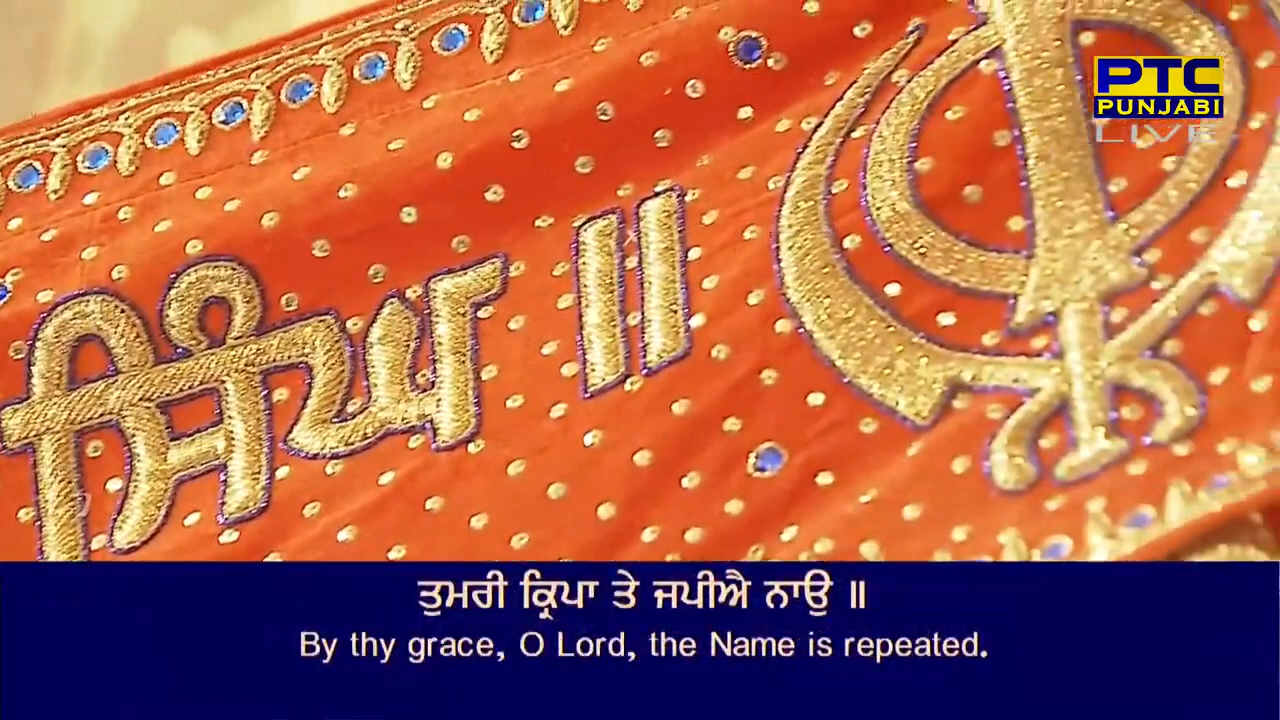 PTC
PUNJABI
LIVE
ਸਿੰਘ ॥
ਤੁਮਰੀ ਕ੍ਰਿਪਾ ਤੇ ਜਪੀਐ ਨਾਉ ॥
By thy grace, O Lord, the Name is repeated.